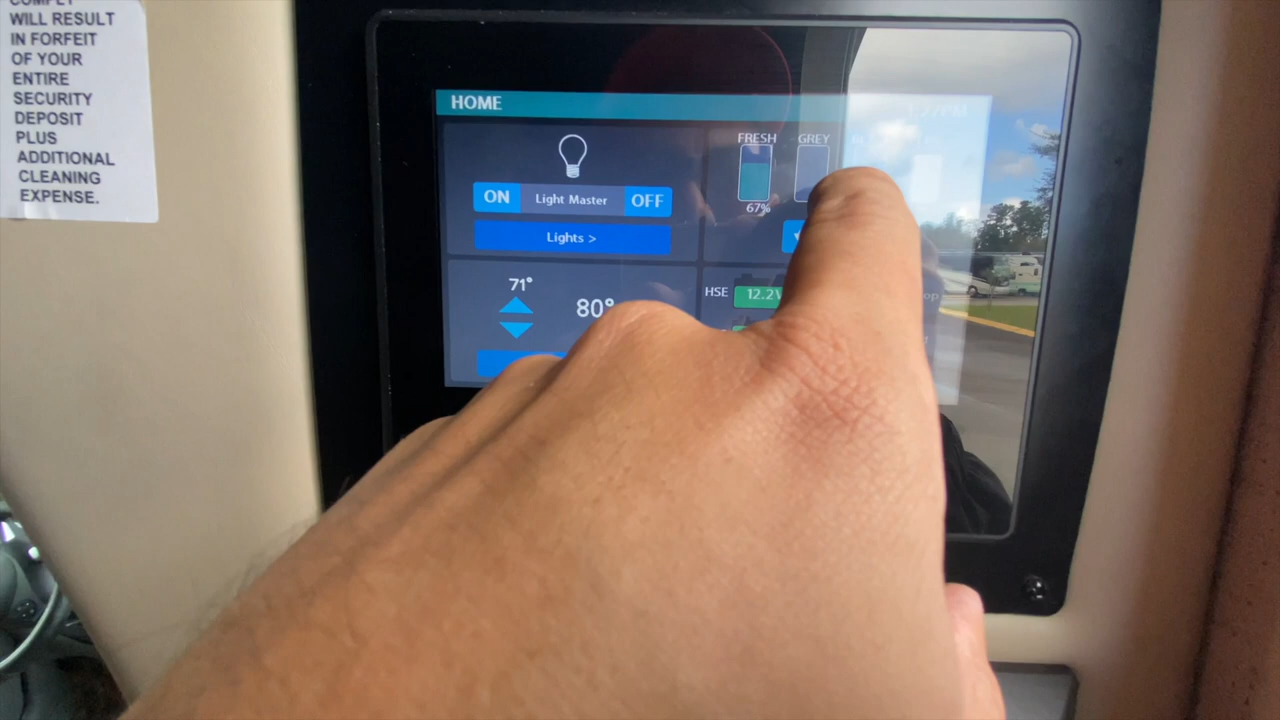 WILL RESULT
IN FORFEIT
OF YOUR
ENTIRE
SECURITY
DEPOSIT
PLUS
ADDITIONAL
CLEANING
EXPENSE.
HOME
ON Light Master OFF
Lights >
FRESH GREY
67%
71°
80°
HSE 12.2V